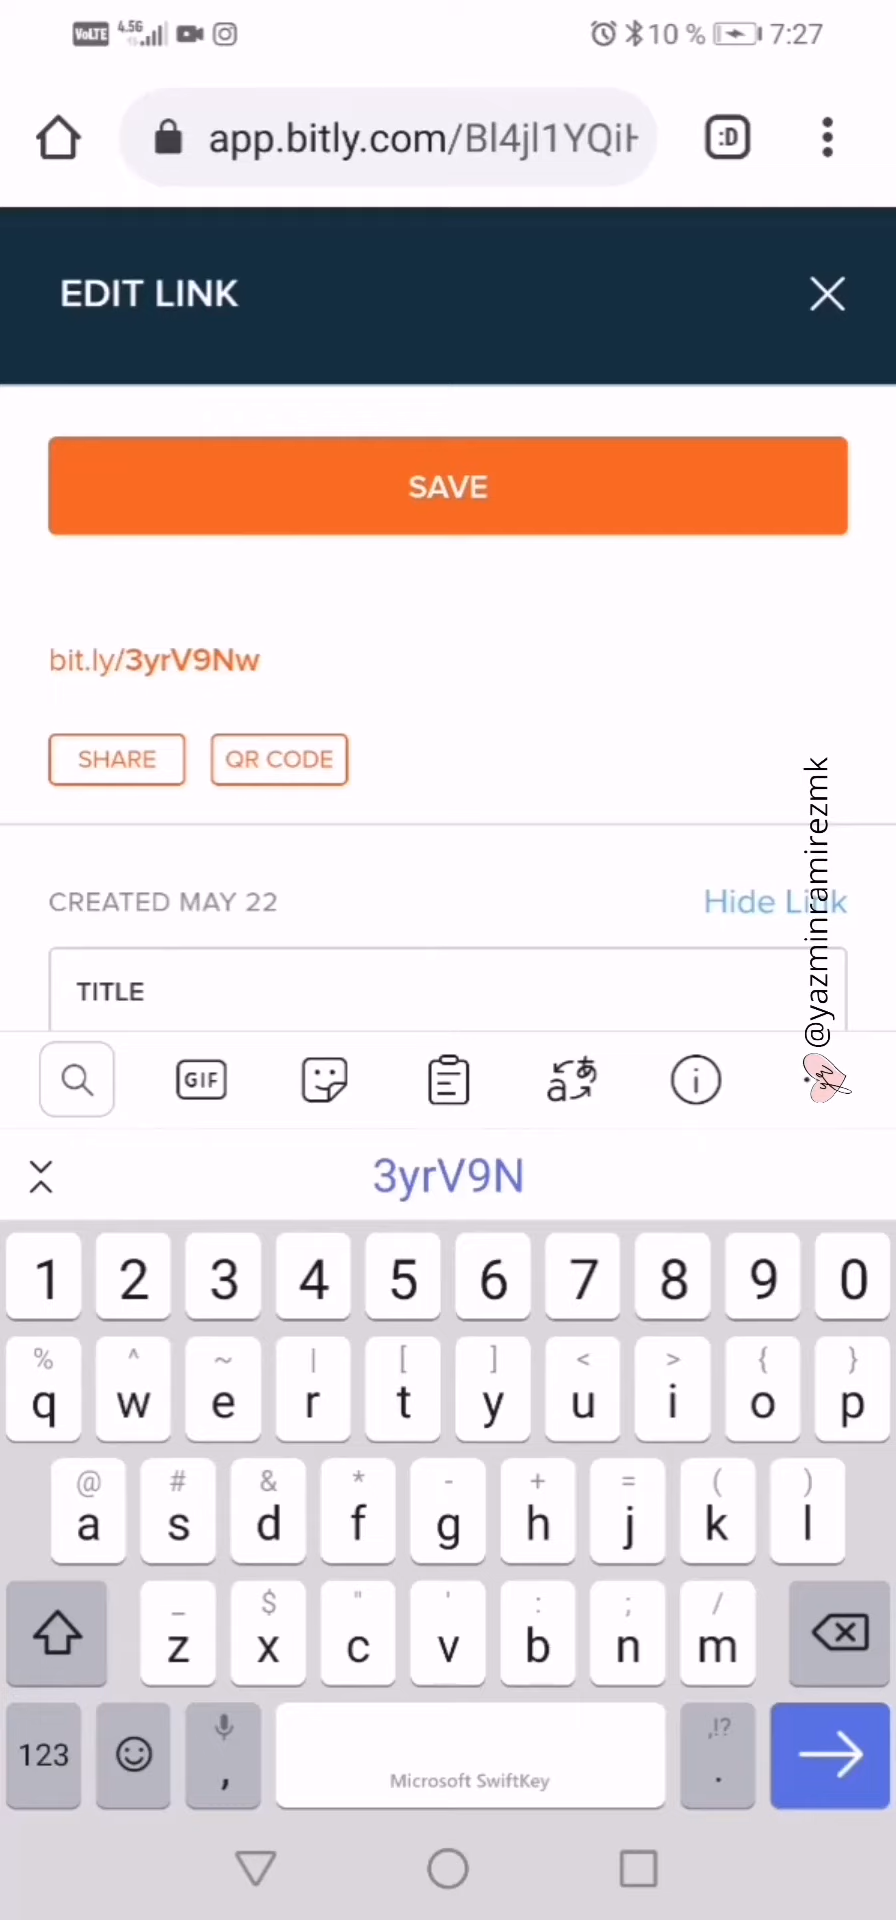 VoLTE 4.5G 10 % 7:27
app.bitly.com/Bl4jl1YQiH
:D
EDIT LINK
SAVE
bit.ly/3yrV9Nw
SHARE QR CODE
CREATED MAY 22 Hide Link
TITLE
@yazminramirezmk
GIF
3yrV9N
1 2 3 4 5 6 7 8 9 0
% ^ ~ | [ ] < > { }
q w e r t y u i o p
@ # & * - + = ( )
a s d f g h j k l
_ $ " ' : ; /
z x c v b n m
,!?
123 , Microsoft SwiftKey .